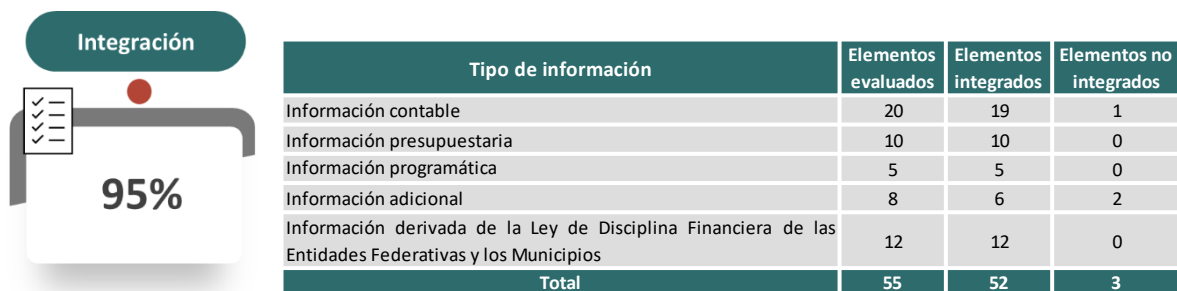 Integración
95%
Tipo de información
Elementos evaluados
Elementos integrados
Elementos no integrados
Información contable 20 19 1
Información presupuestaria 10 10 0
Información programática 5 5 0
Información adicional 8 6 2
Información derivada de la Ley de Disciplina Financiera de las
Entidades Federativas y los Municipios 12 12 0
Total 55 52 3